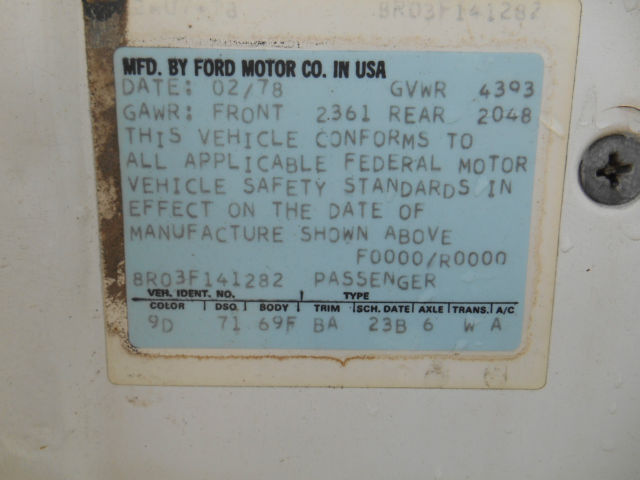 8R03F141282
MFD. BY FORD MOTOR CO. IN USA
DATE: 02/78 GVWR 4393
GAWR: FRONT 2361 REAR 2048
THIS VEHICLE CONFORMS TO
ALL APPLICABLE FEDERAL MOTOR
VEHICLE SAFETY STANDARDS IN
EFFECT ON THE DATE OF
MANUFACTURE SHOWN ABOVE
F0000/R0000
8R03F141282 PASSENGER
VEH. IDENT. NO. TYPE
COLOR DSO. BODY TRIM SCH. DATE AXLE TRANS. A/C
9D 71 69F BA 23B 6 W A